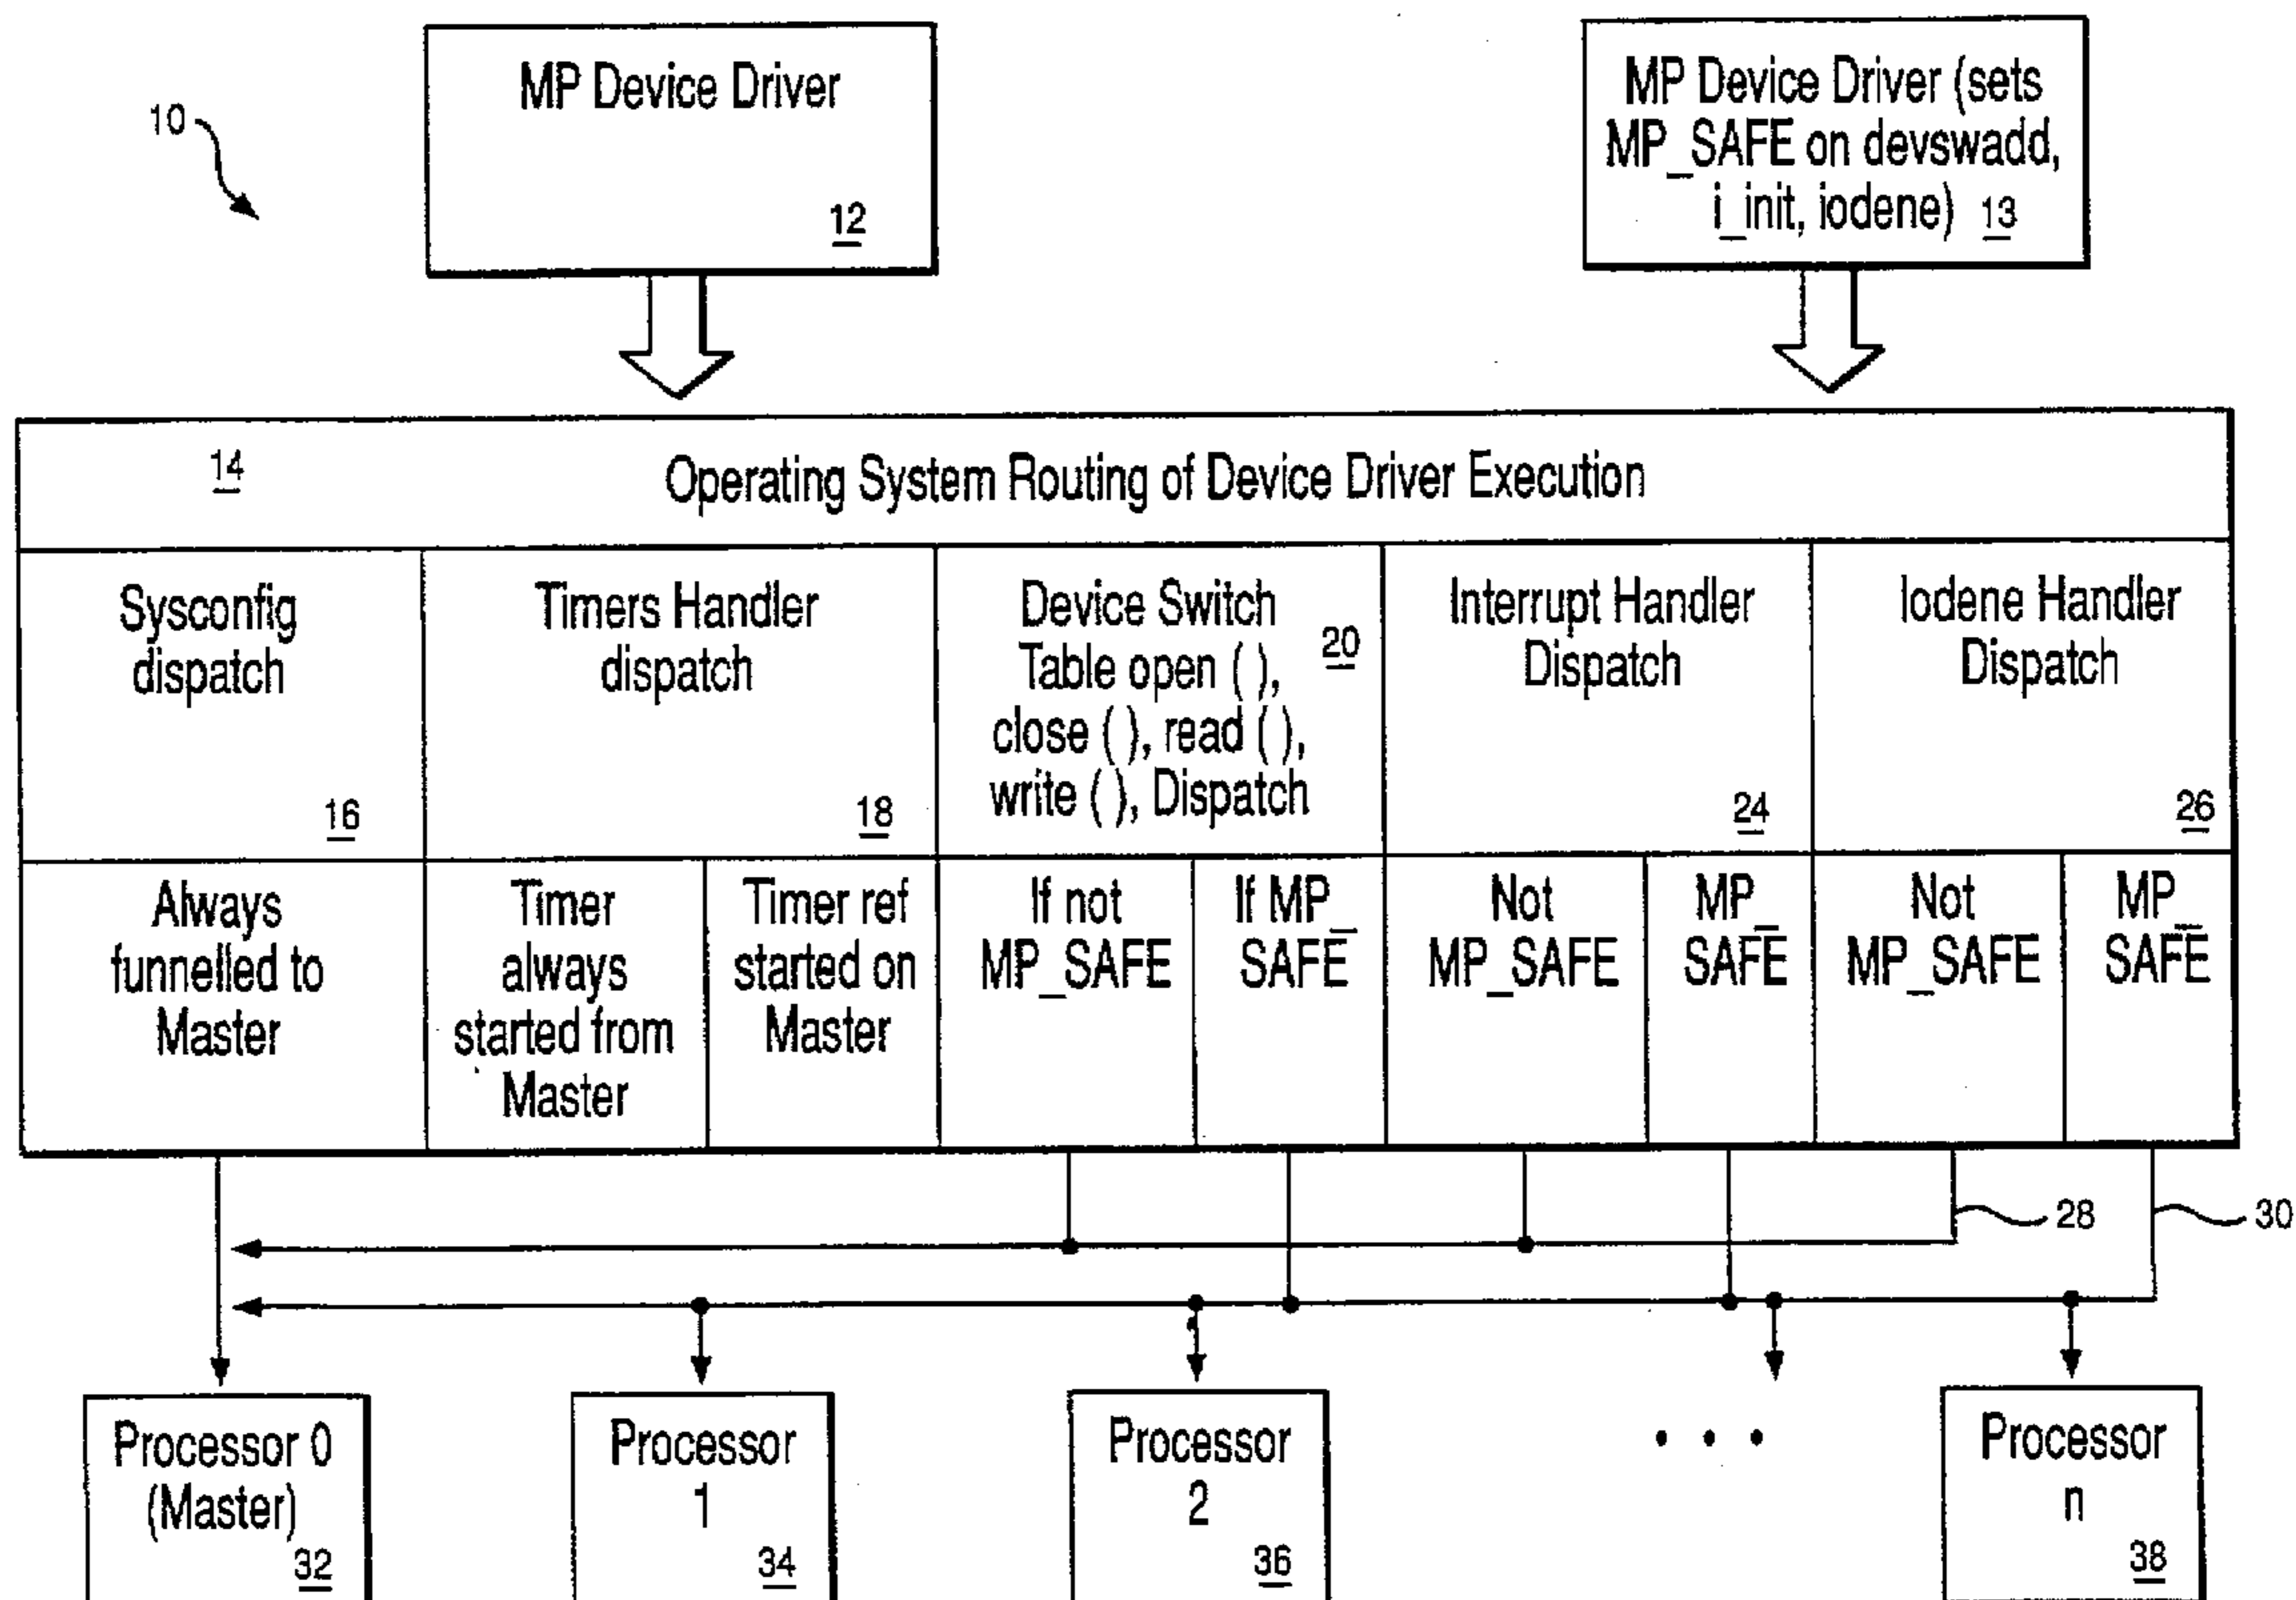 10
MP Device Driver
12
MP Device Driver (sets
MP_SAFE on devswadd,
i_init, iodene) 13
14
Operating System Routing of Device Driver Execution
Sysconfig
dispatch
16
Timers Handler
dispatch
18
Device Switch
Table open ( ),
close ( ), read ( ),
write ( ), Dispatch
20
Interrupt Handler
Dispatch
24
Iodene Handler
Dispatch
26
Always
funnelled to
Master
Timer
always
started from
Master
Timer ref
started on
Master
If not
MP_SAFE
If MP_
SAFE
Not
MP_SAFE
MP_
SAFE
Not
MP_SAFE
MP_
SAFE
28
30
Processor 0
(Master)
32
Processor
1
34
Processor
2
36
• • •
Processor
n
38